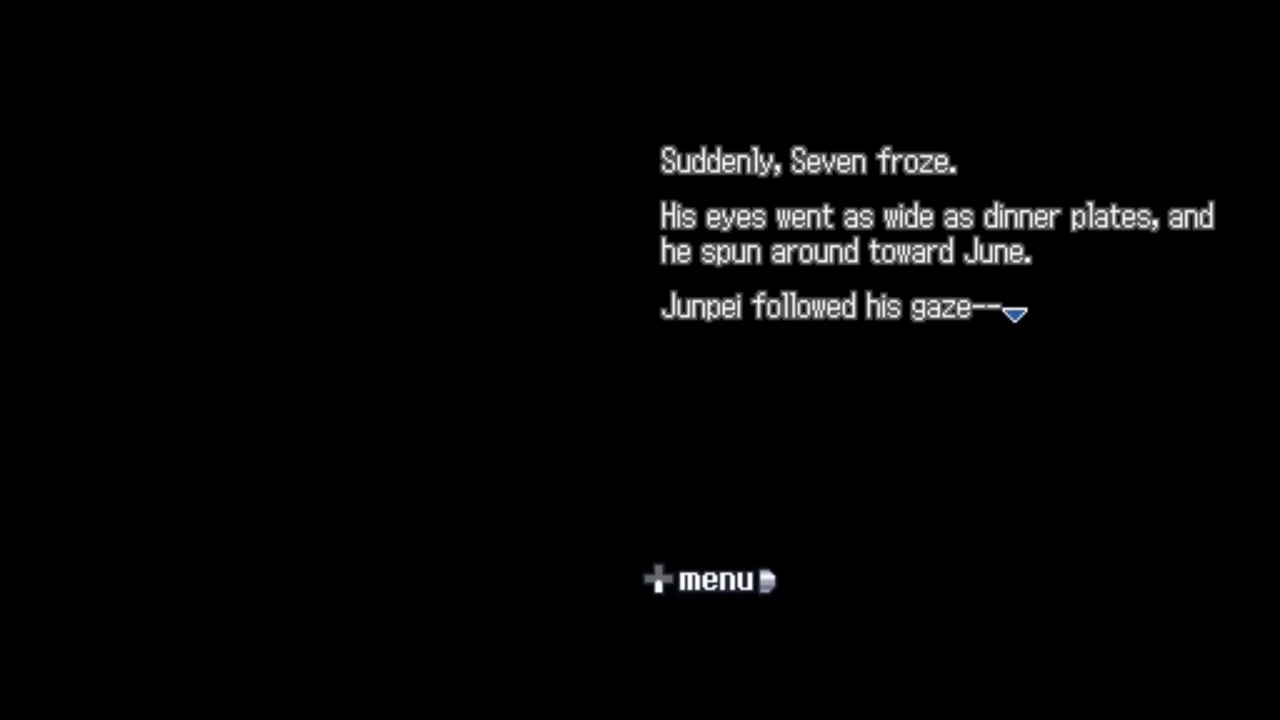 Suddenly, Seven froze.
His eyes went as wide as dinner plates, and
he spun around toward June.
Junpei followed his gaze--
menu